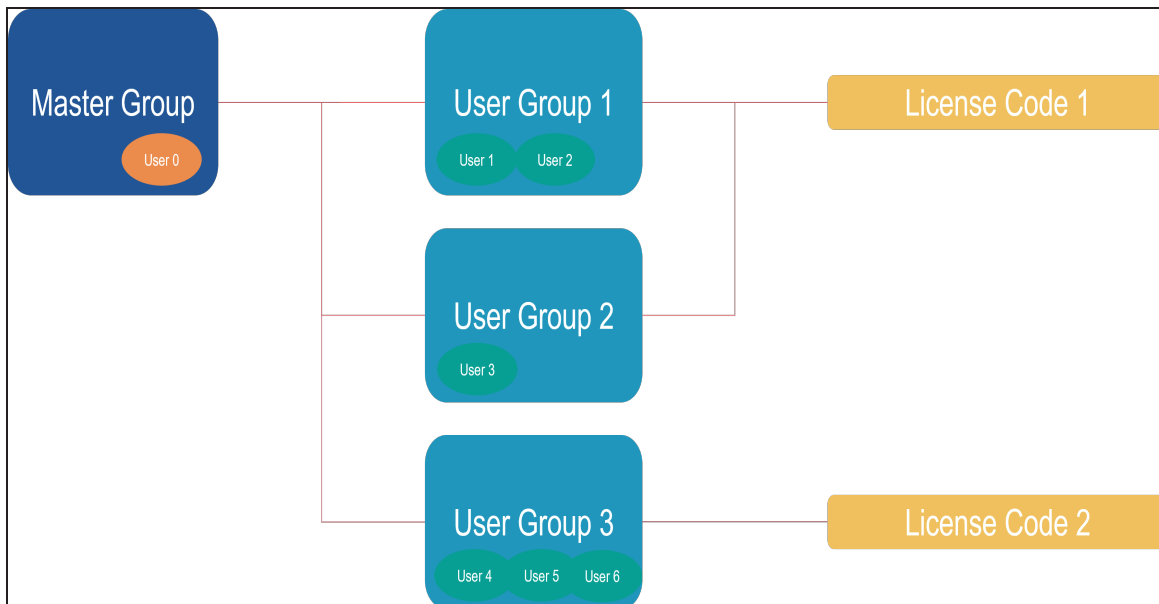 Master Group
User 0
User Group 1
User 1
User 2
License Code 1
User Group 2
User 3
User Group 3
User 4
User 5
User 6
License Code 2